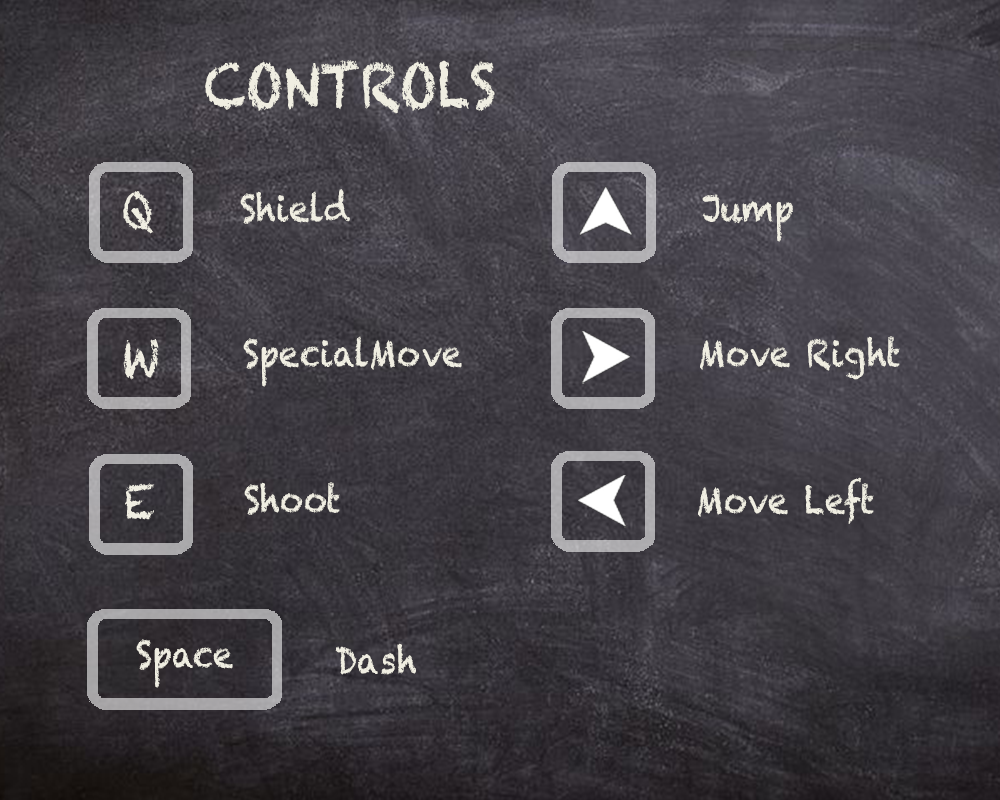 CONTROLS
Q Shield
Jump
W SpecialMove
Move Right
E Shoot
Move Left
Space Dash